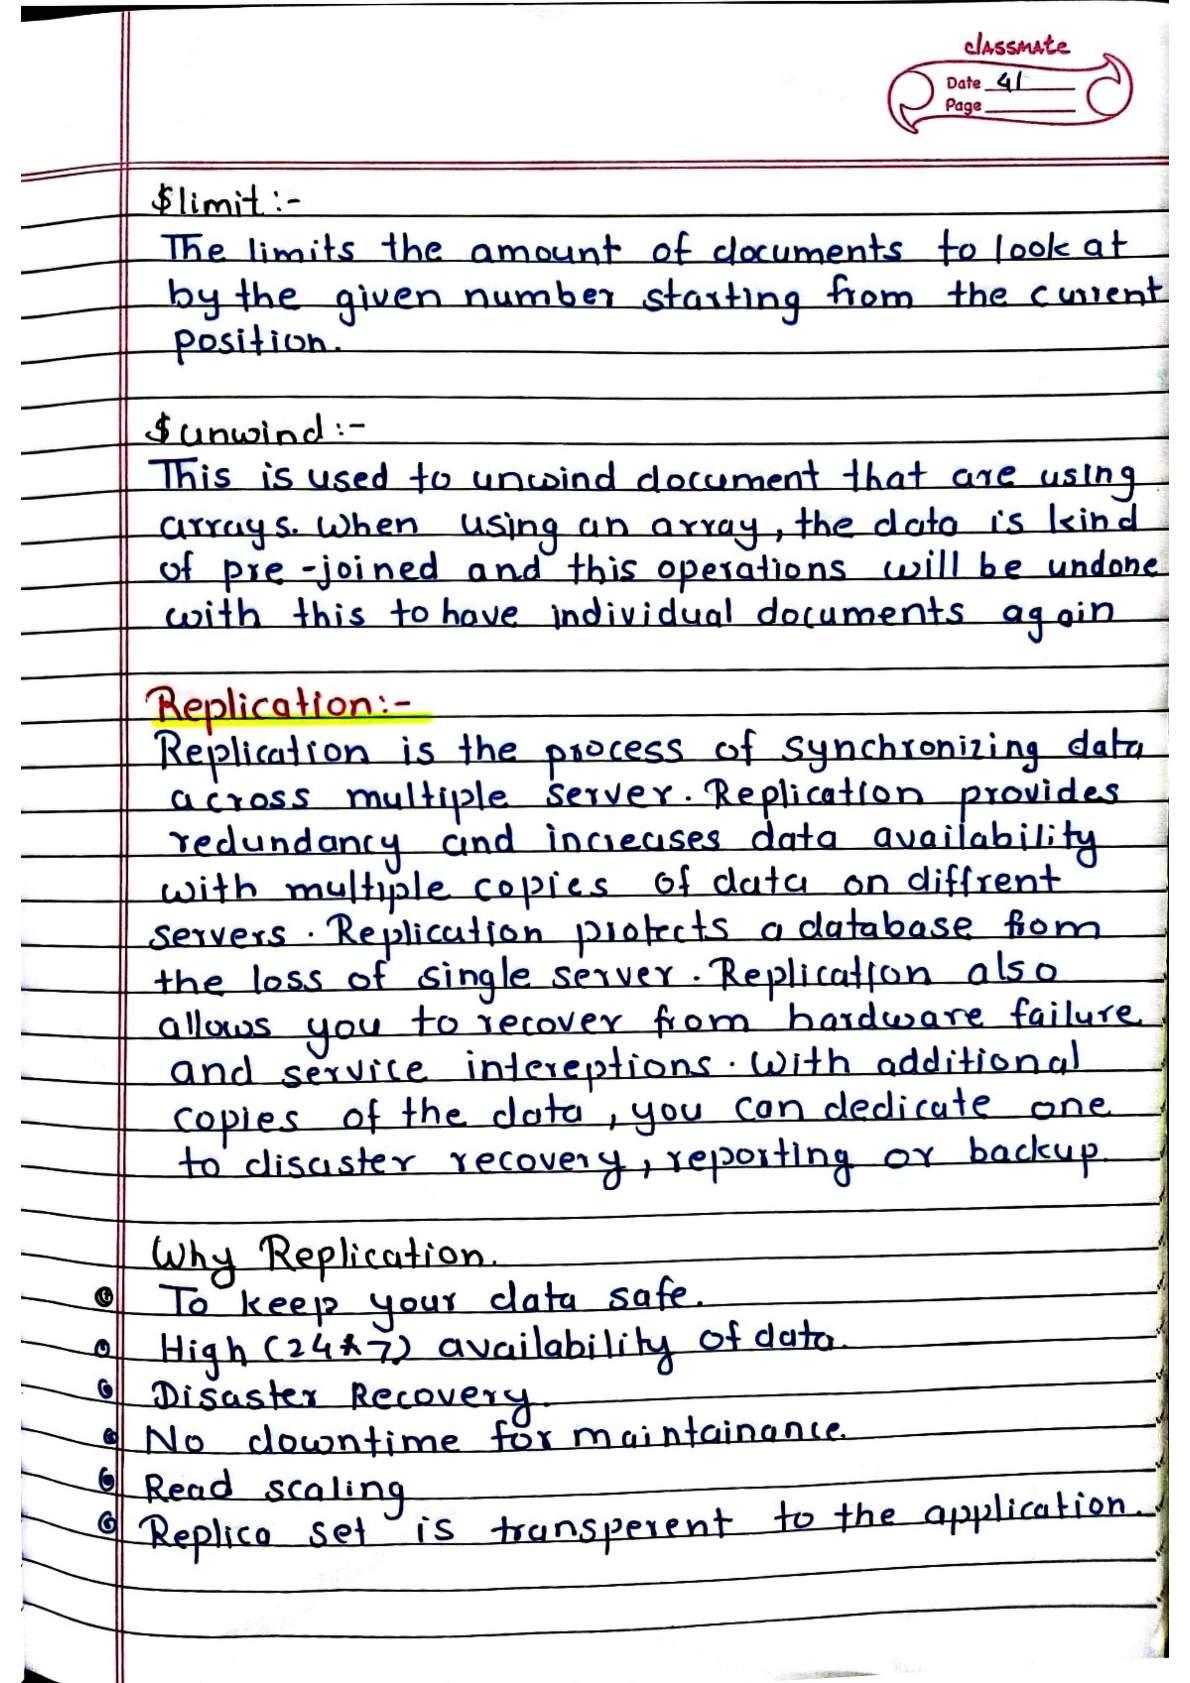 classmate
Date 41
Page
$limit :-
The limits the amount of documents to look at
by the given number starting from the current
position.
$unwind :-
This is used to unwind document that are using
arrays. When using an array, the data is kind
of pre-joined and this operations will be undone
with this to have individual documents again
Replication:-
Replication is the process of synchronizing data
across multiple server. Replication provides
redundancy and increases data availability
with multiple copies of data on diffrent
servers. Replication protects a database from
the loss of single server. Replication also
allows you to recover from hardware failure
and service intereptions. With additional
copies of the data, you can dedicate one
to disaster recovery, reporting or backup.
Why Replication.
To keep your data safe.
High (24*7) availability of data.
Disaster Recovery.
No downtime for maintainance.
Read scaling
Replica set is transperent to the application.